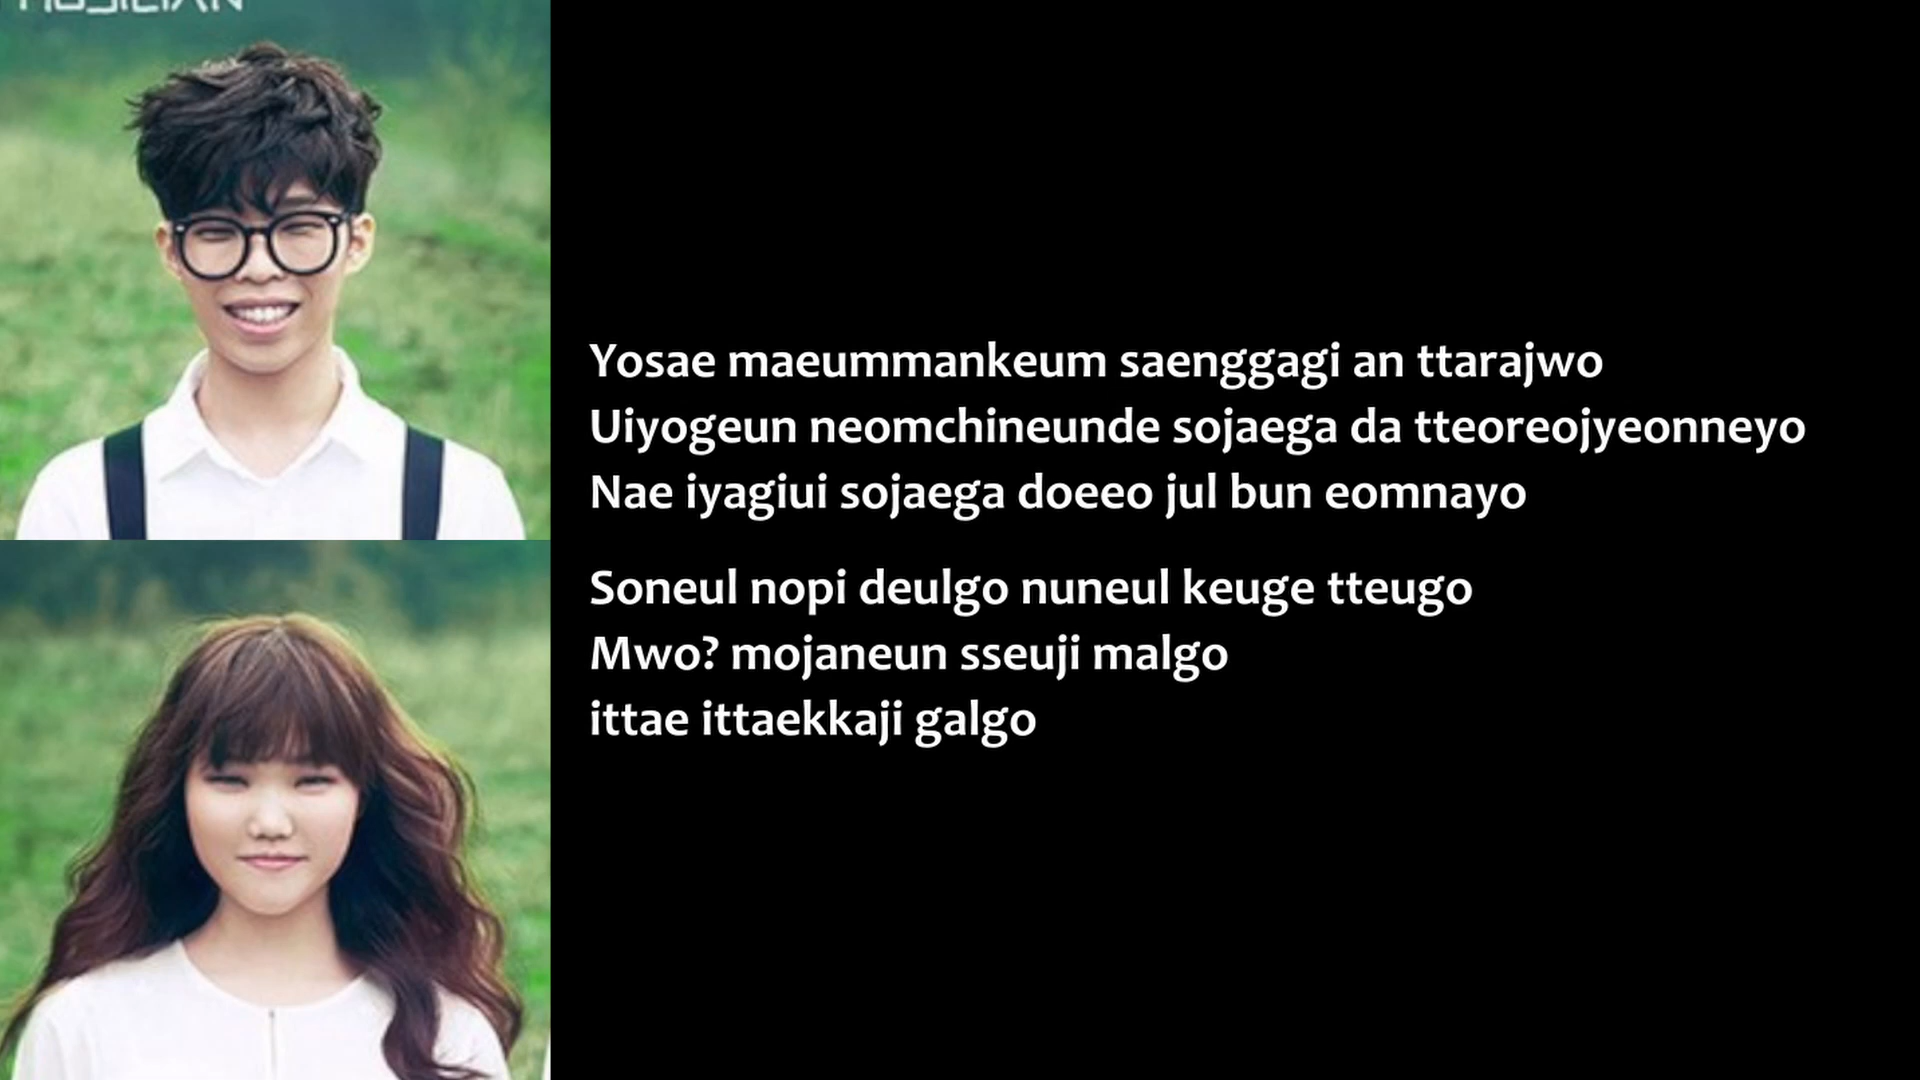 Yosae maeummankeum saenggagi an ttarajwo
Uiyogeun neomchineunde sojaega da tteoreojyeonneyo
Nae iyagiui sojaega doeeo jul bun eomnayo
Soneul nopi deulgo nuneul keuge tteugo
Mwo? mojaneun sseuji malgo
ittae ittaekkaji galgo